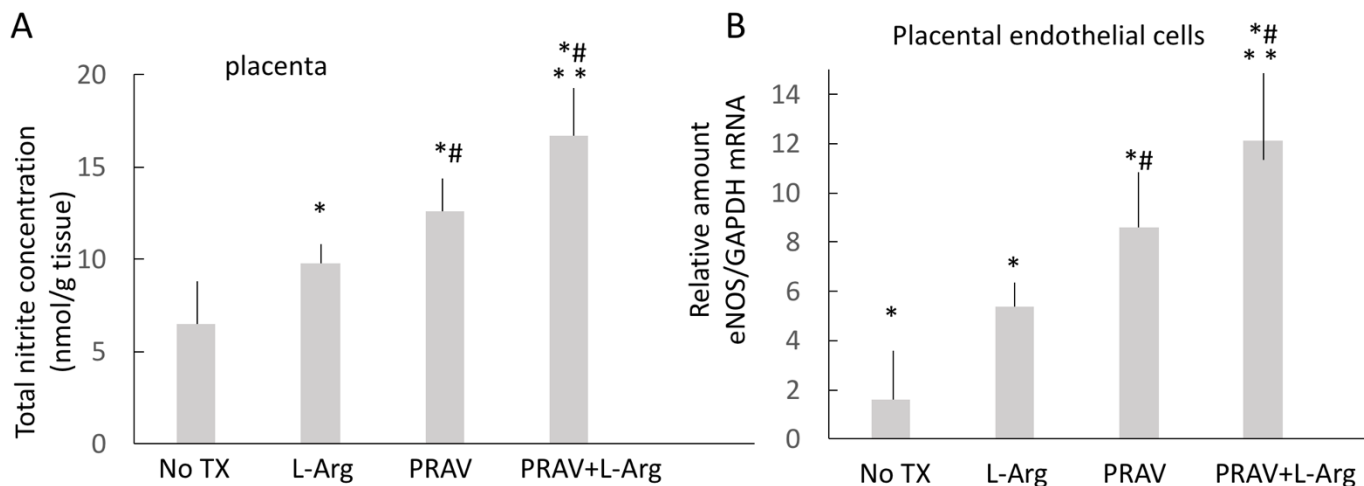 A
placenta
Total nitrite concentration
(nmol/g tissue)
20
15
10
5
0
*
*#
*#
* *
No TX L-Arg PRAV PRAV+L-Arg
B
Placental endothelial cells
Relative amount
eNOS/GAPDH mRNA
14
12
10
8
6
4
2
0
*
*
*#
*#
* *
No TX L-Arg PRAV PRAV+L-Arg